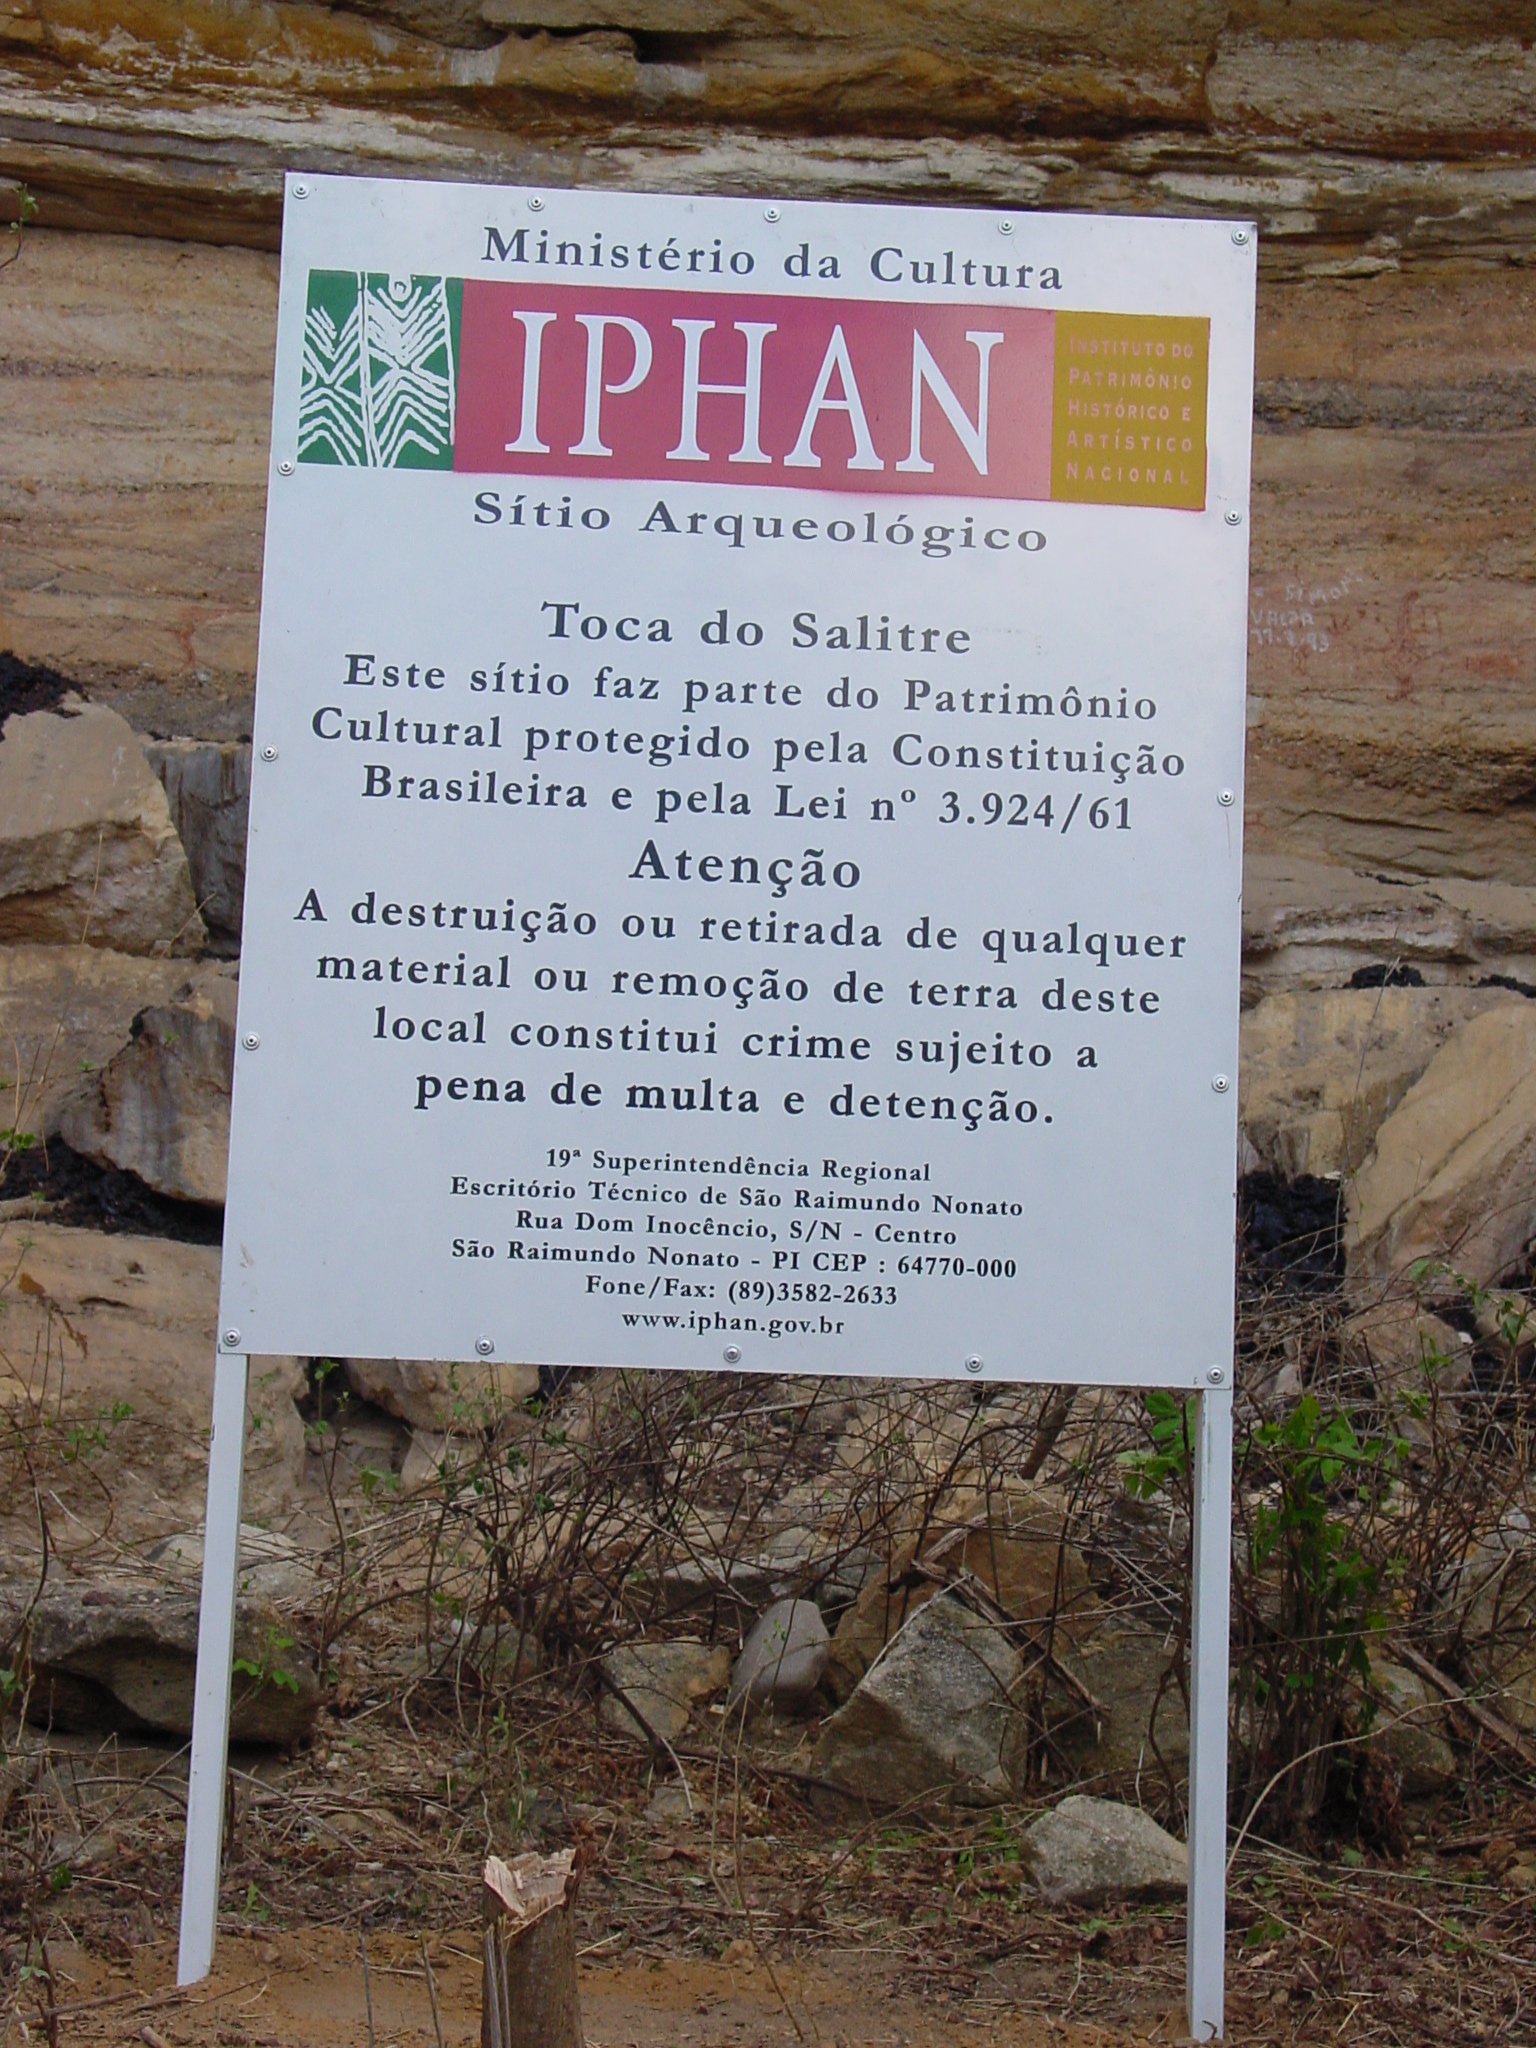 Ministério da Cultura
IPHAN
INSTITUTO DO
PATRIMÔNIO
HISTÓRICO E
ARTÍSTICO
NACIONAL
Sítio Arqueológico
Toca do Salitre
Este sítio faz parte do Patrimônio
Cultural protegido pela Constituição
Brasileira e pela Lei nº 3.924/61
Atenção
A destruição ou retirada de qualquer
material ou remoção de terra deste
local constitui crime sujeito a
pena de multa e detenção.
19ª Superintendência Regional
Escritório Técnico de São Raimundo Nonato
Rua Dom Inocêncio, S/N - Centro
São Raimundo Nonato - PI CEP : 64770-000
Fone/Fax: (89)3582-2633
www.iphan.gov.br